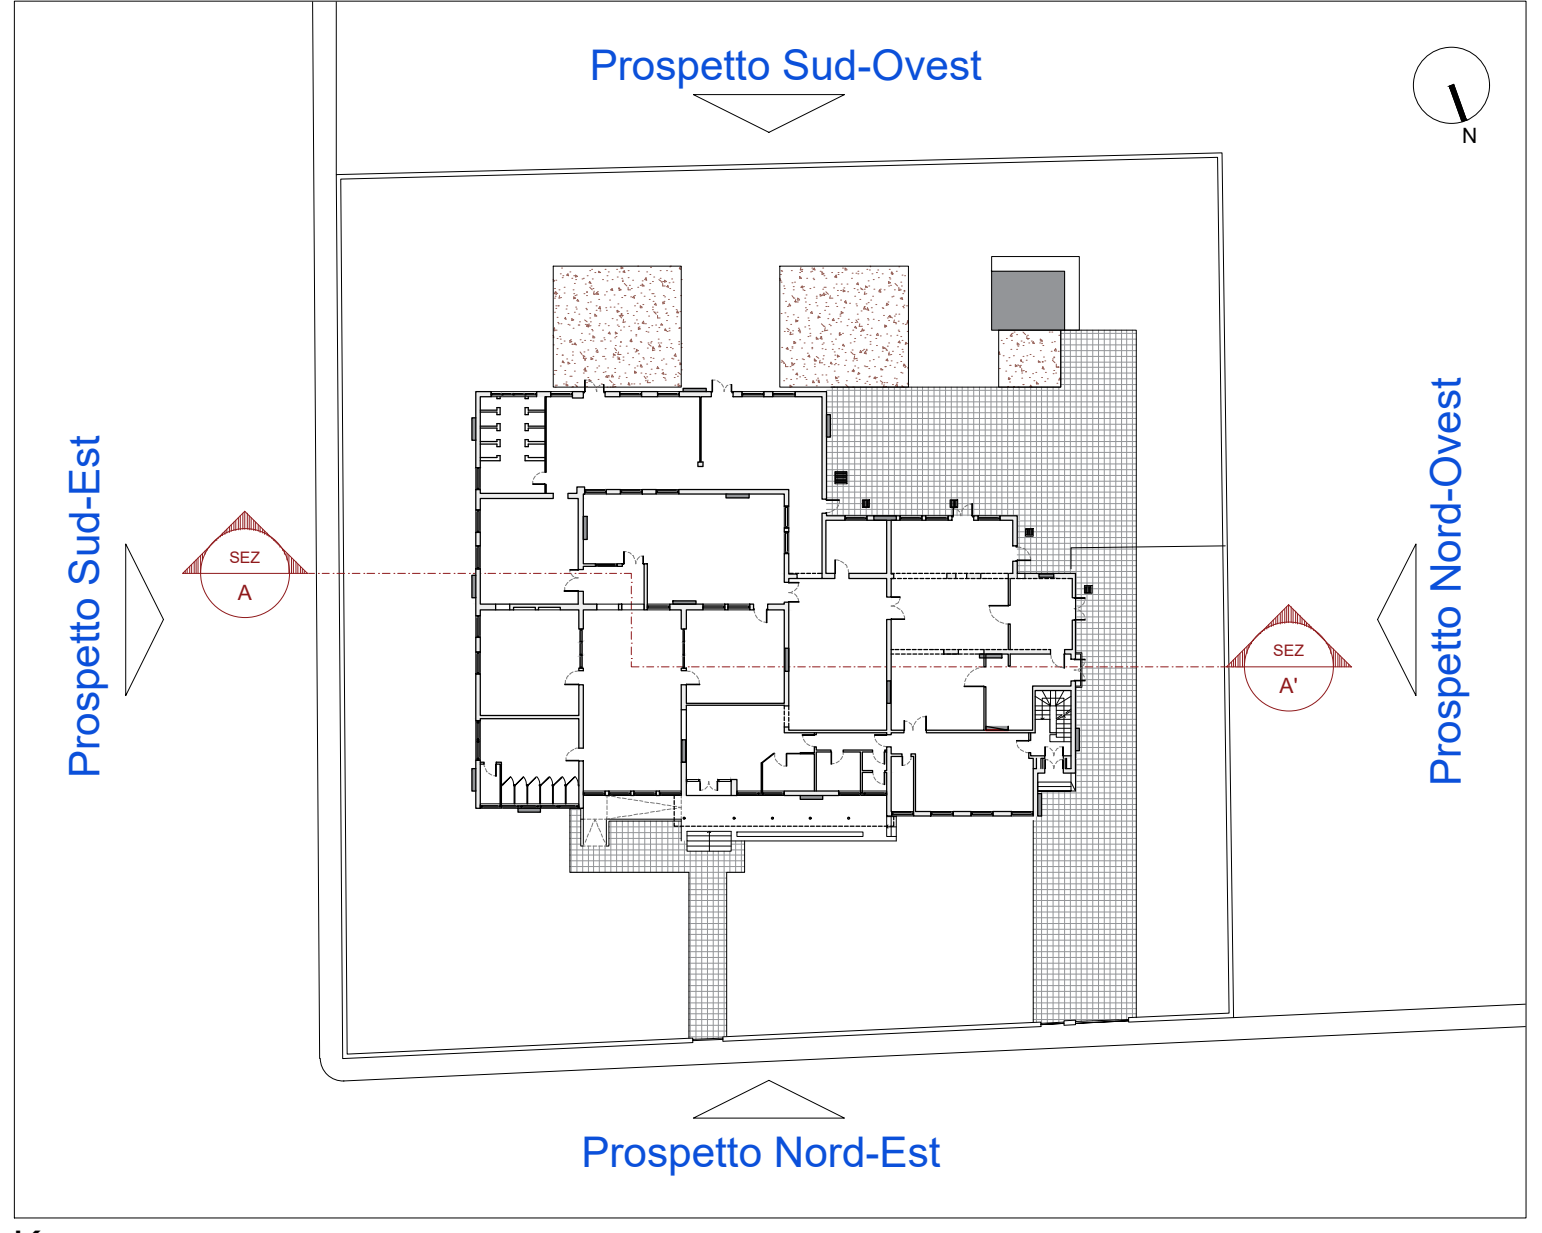 Prospetto Sud-Ovest
N
Prospetto Sud-Est
SEZ
A
Prospetto Nord-Ovest
SEZ
A'
Prospetto Nord-Est